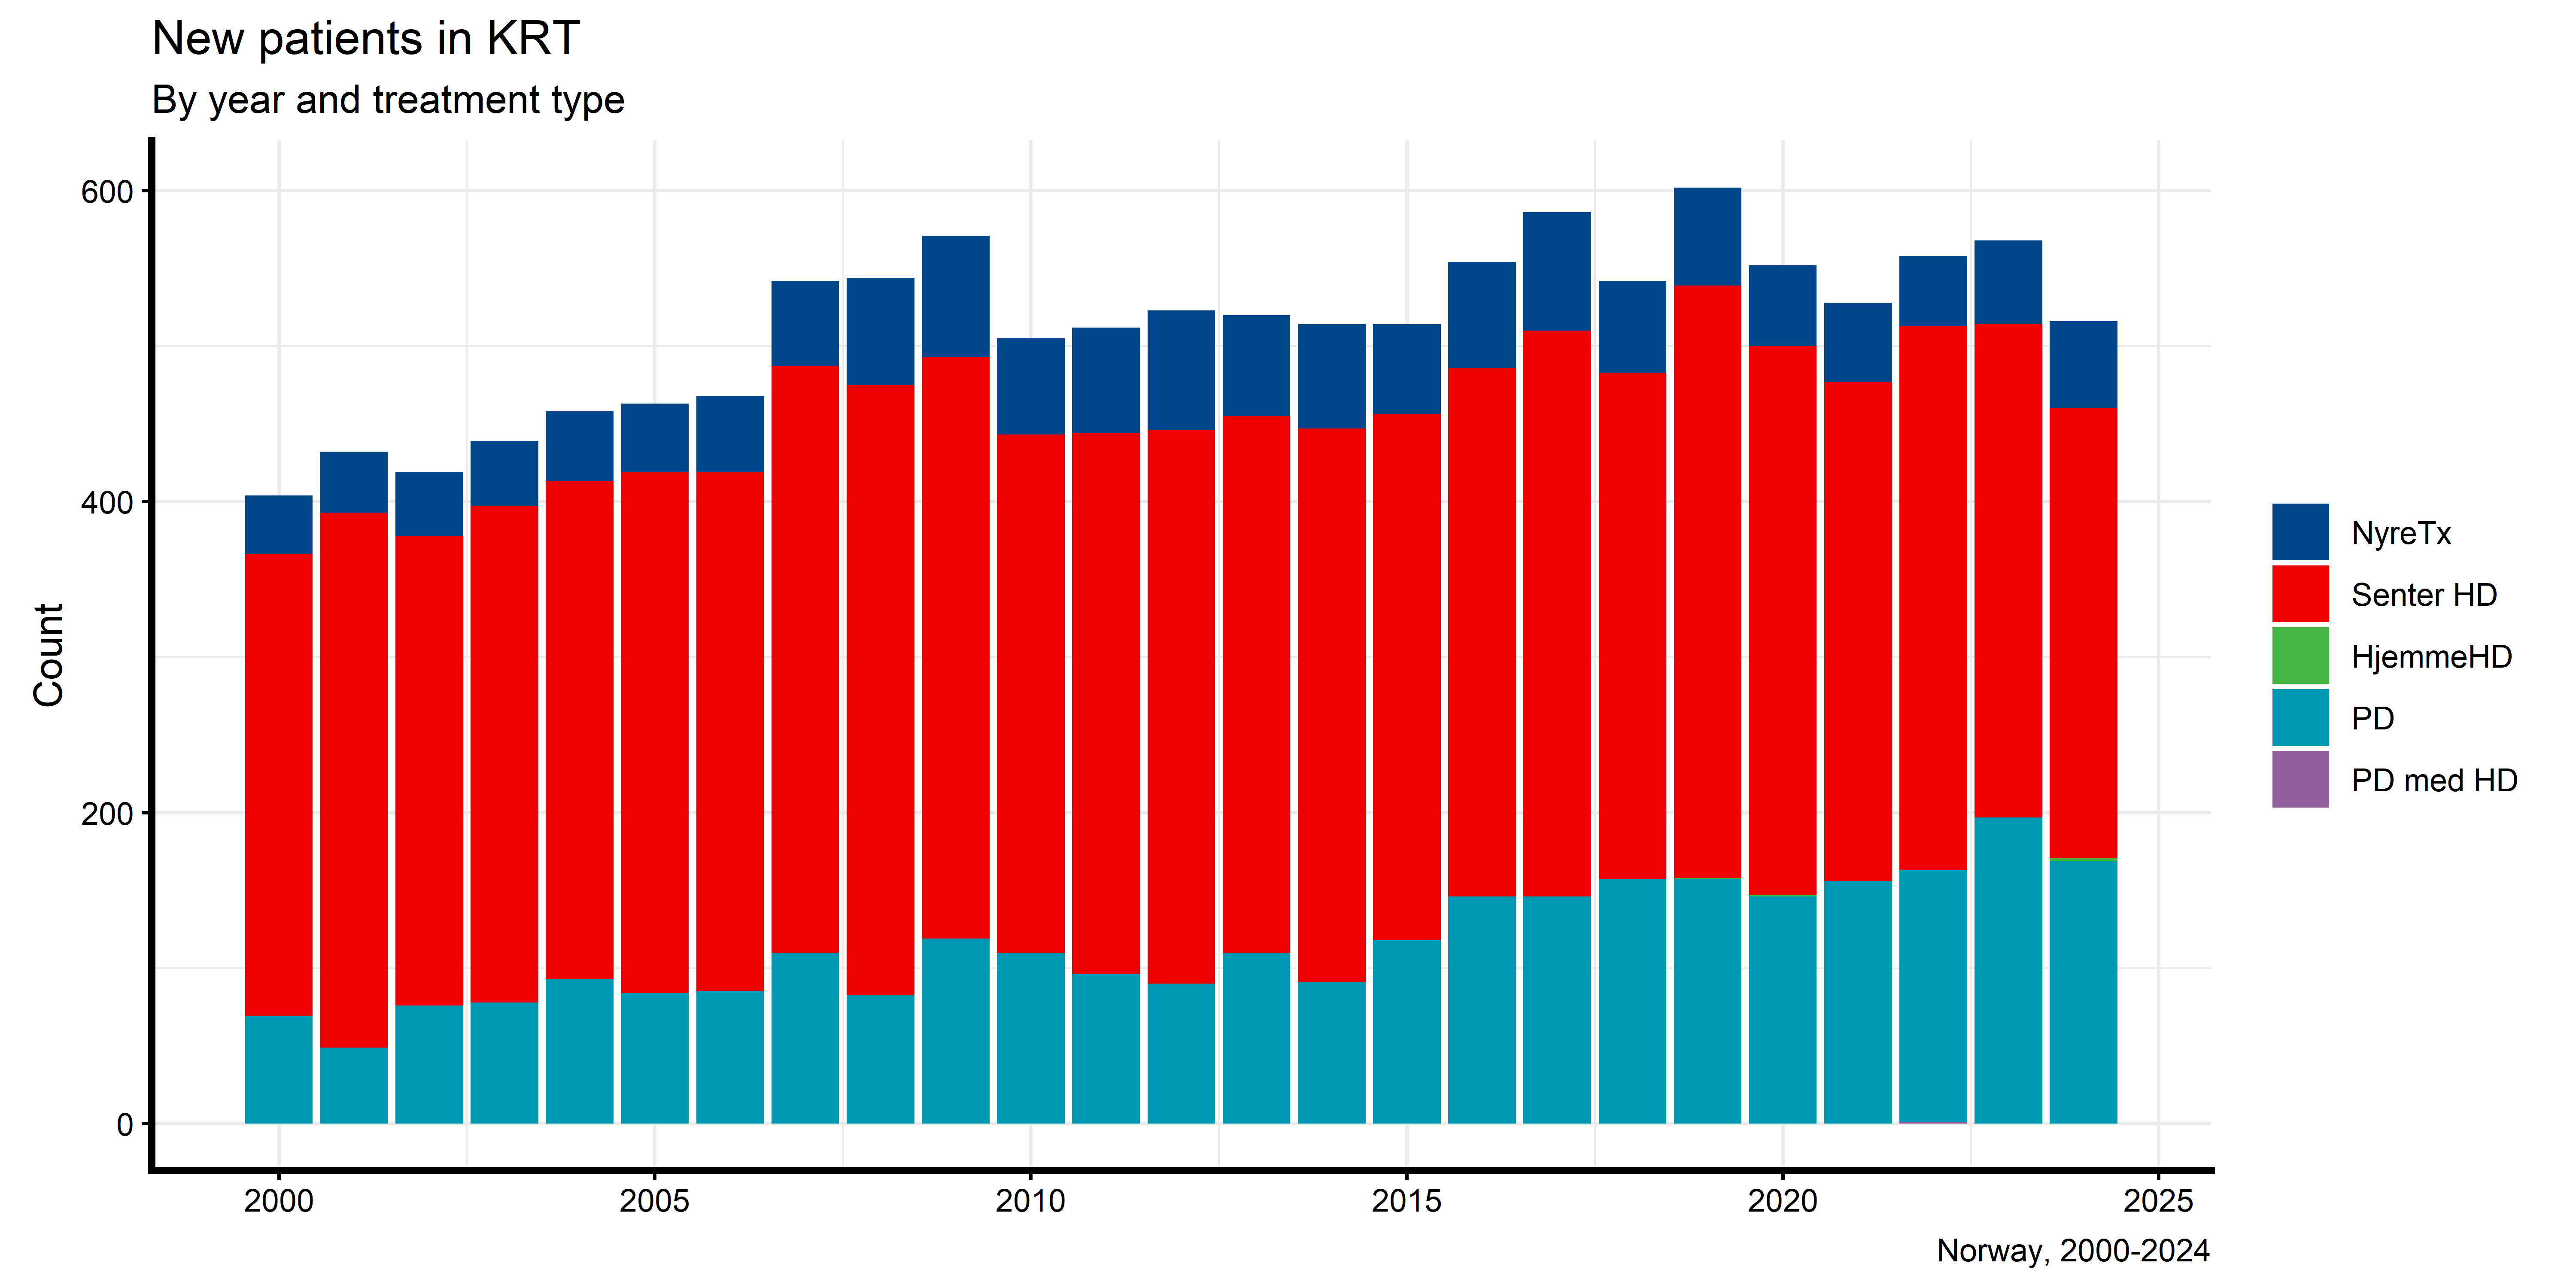 New patients in KRT
By year and treatment type
Count
600
400
200
0
2000 2005 2010 2015 2020 2025
NyreTx
Senter HD
HjemmeHD
PD
PD med HD
Norway, 2000-2024